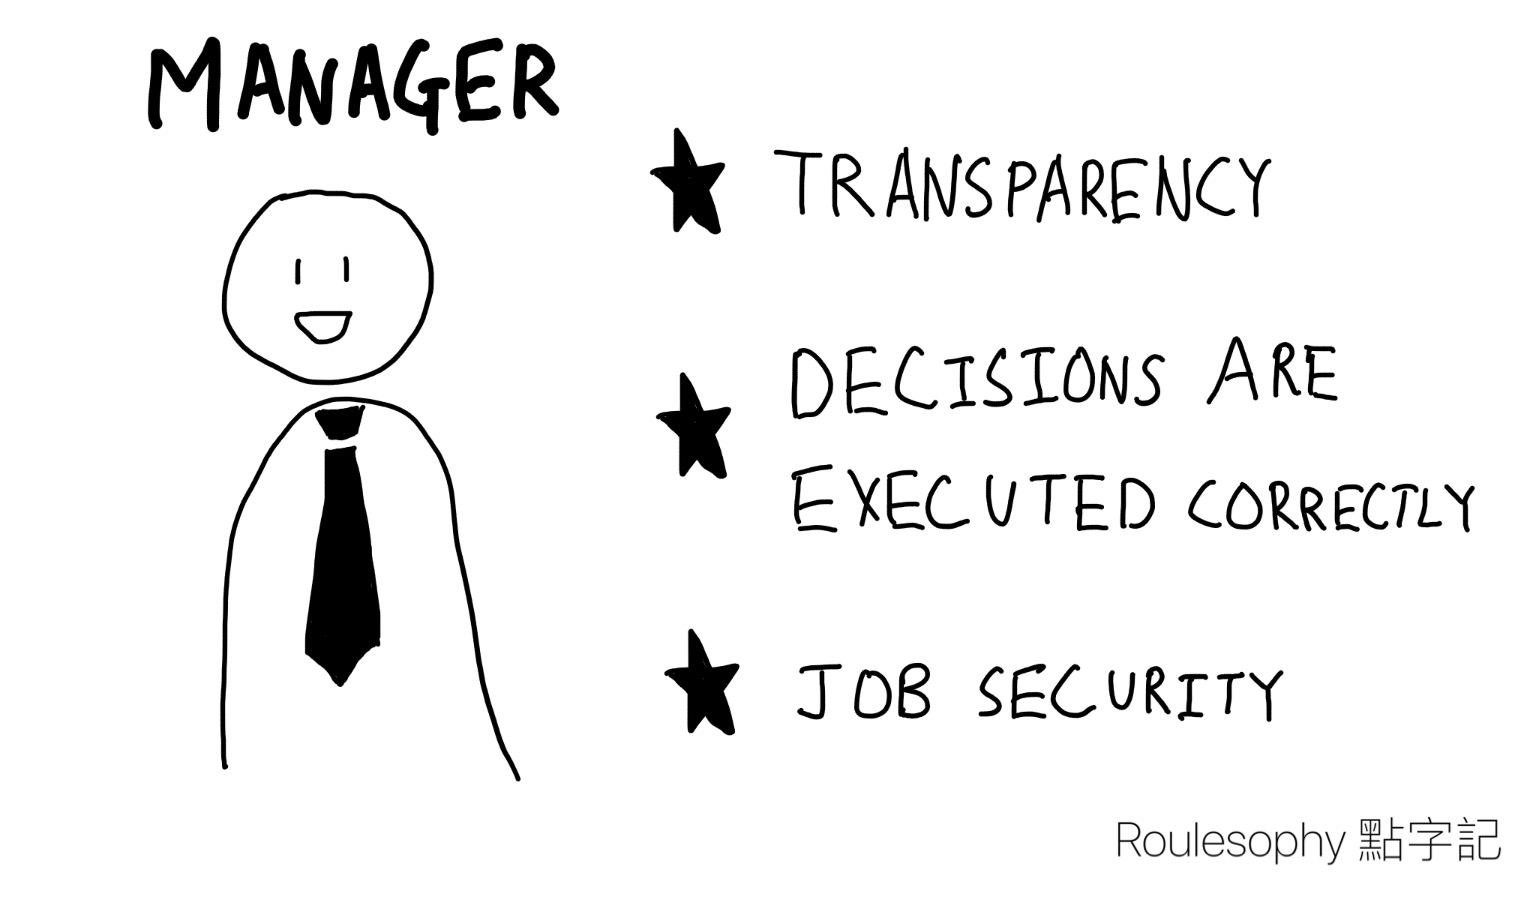 MANAGER
TRANSPARENCY
DECISIONS ARE
EXECUTED CORRECTLY
JOB SECURITY
Roulesophy 點字記